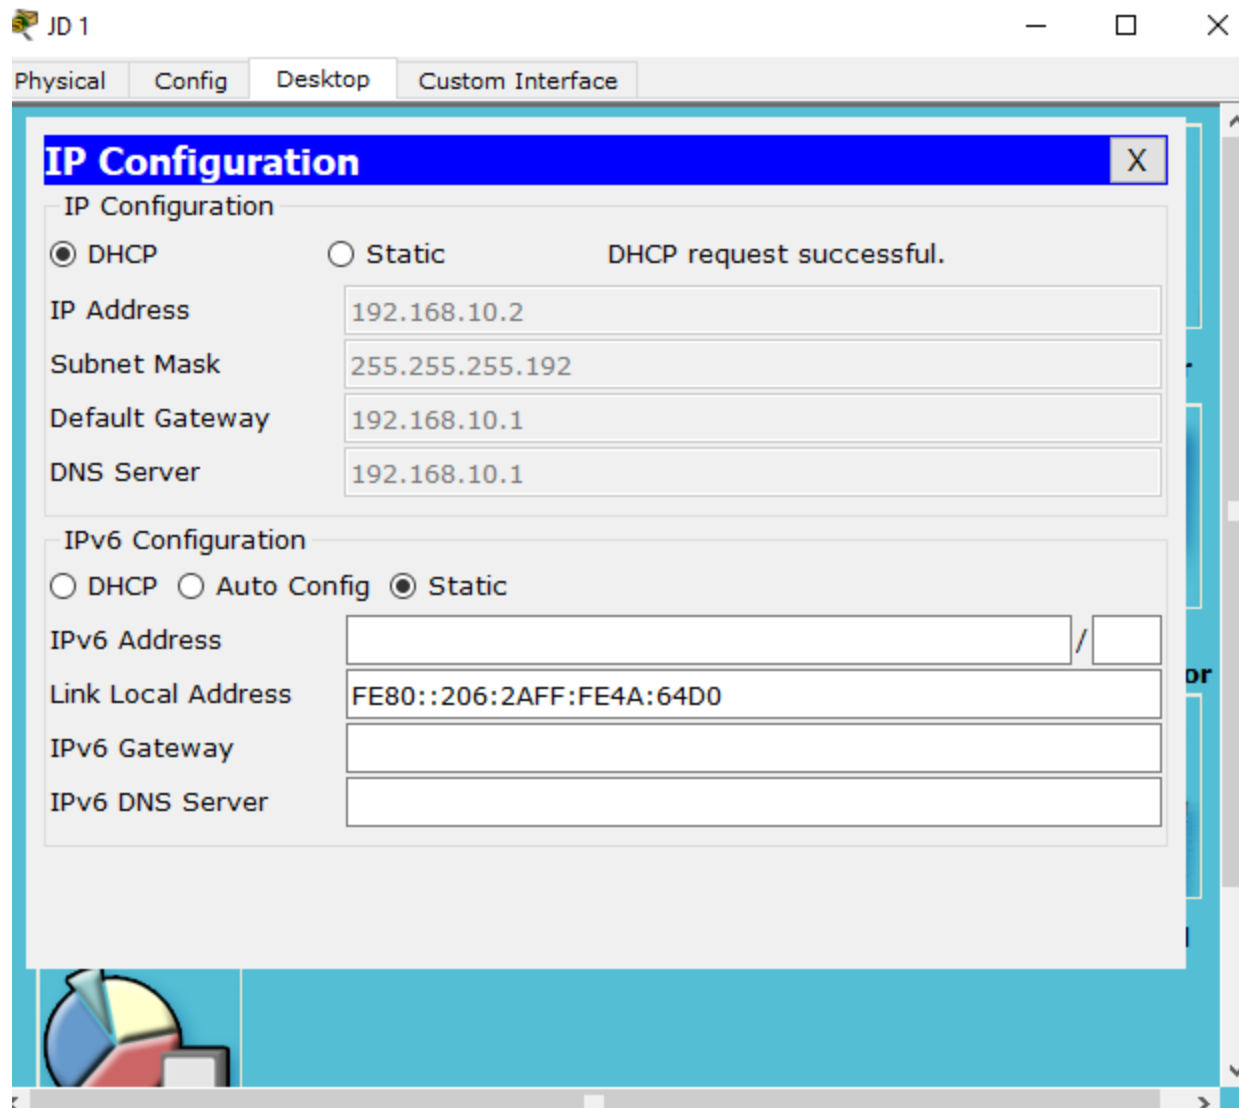 JD 1
Physical Config Desktop Custom Interface
IP Configuration X
IP Configuration
DHCP Static DHCP request successful.
IP Address 192.168.10.2
Subnet Mask 255.255.255.192
Default Gateway 192.168.10.1
DNS Server 192.168.10.1
IPv6 Configuration
DHCP Auto Config Static
IPv6 Address /
Link Local Address FE80::206:2AFF:FE4A:64D0
or
IPv6 Gateway
IPv6 DNS Server